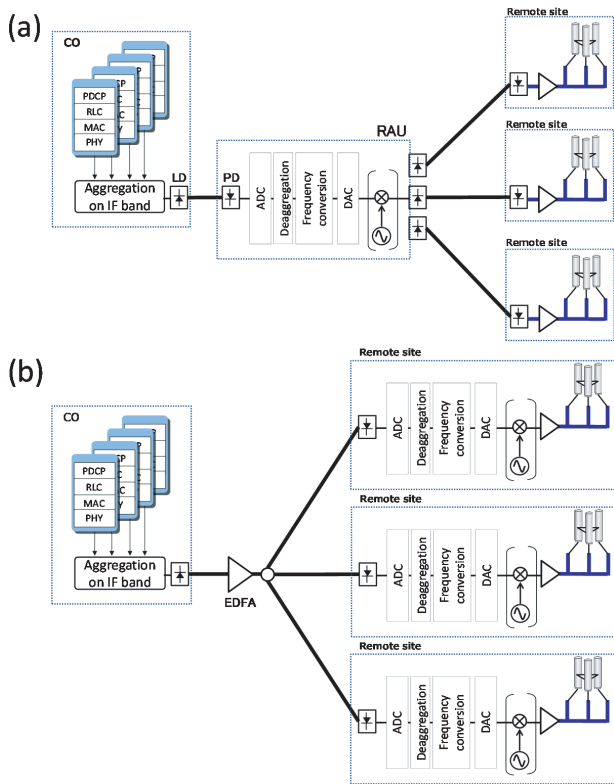 (a)
CO
SP
PDCP
RLC
MAC
PHY
Aggregation
on IF band
LD
PD
RAU
ADC
Deaggregation
Frequency
conversion
DAC
Remote site
Remote site
Remote site
(b)
CO
SP
PDCP
RLC
MAC
PHY
Aggregation
on IF band
EDFA
Remote site
ADC
Deaggregation
Frequency
conversion
DAC
Remote site
ADC
Deaggregation
Frequency
conversion
DAC
Remote site
ADC
Deaggregation
Frequency
conversion
DAC